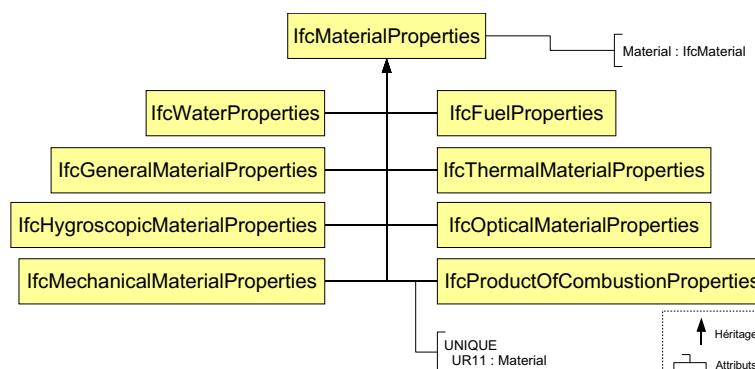 IfcMaterialProperties
Material : IfcMaterial
IfcWaterProperties
IfcFuelProperties
IfcGeneralMaterialProperties
IfcThermalMaterialProperties
IfcHygroscopicMaterialProperties
IfcOpticalMaterialProperties
IfcMechanicalMaterialProperties
IfcProductOfCombustionProperties
UNIQUE
UR11 : Material
Héritage
Attributs